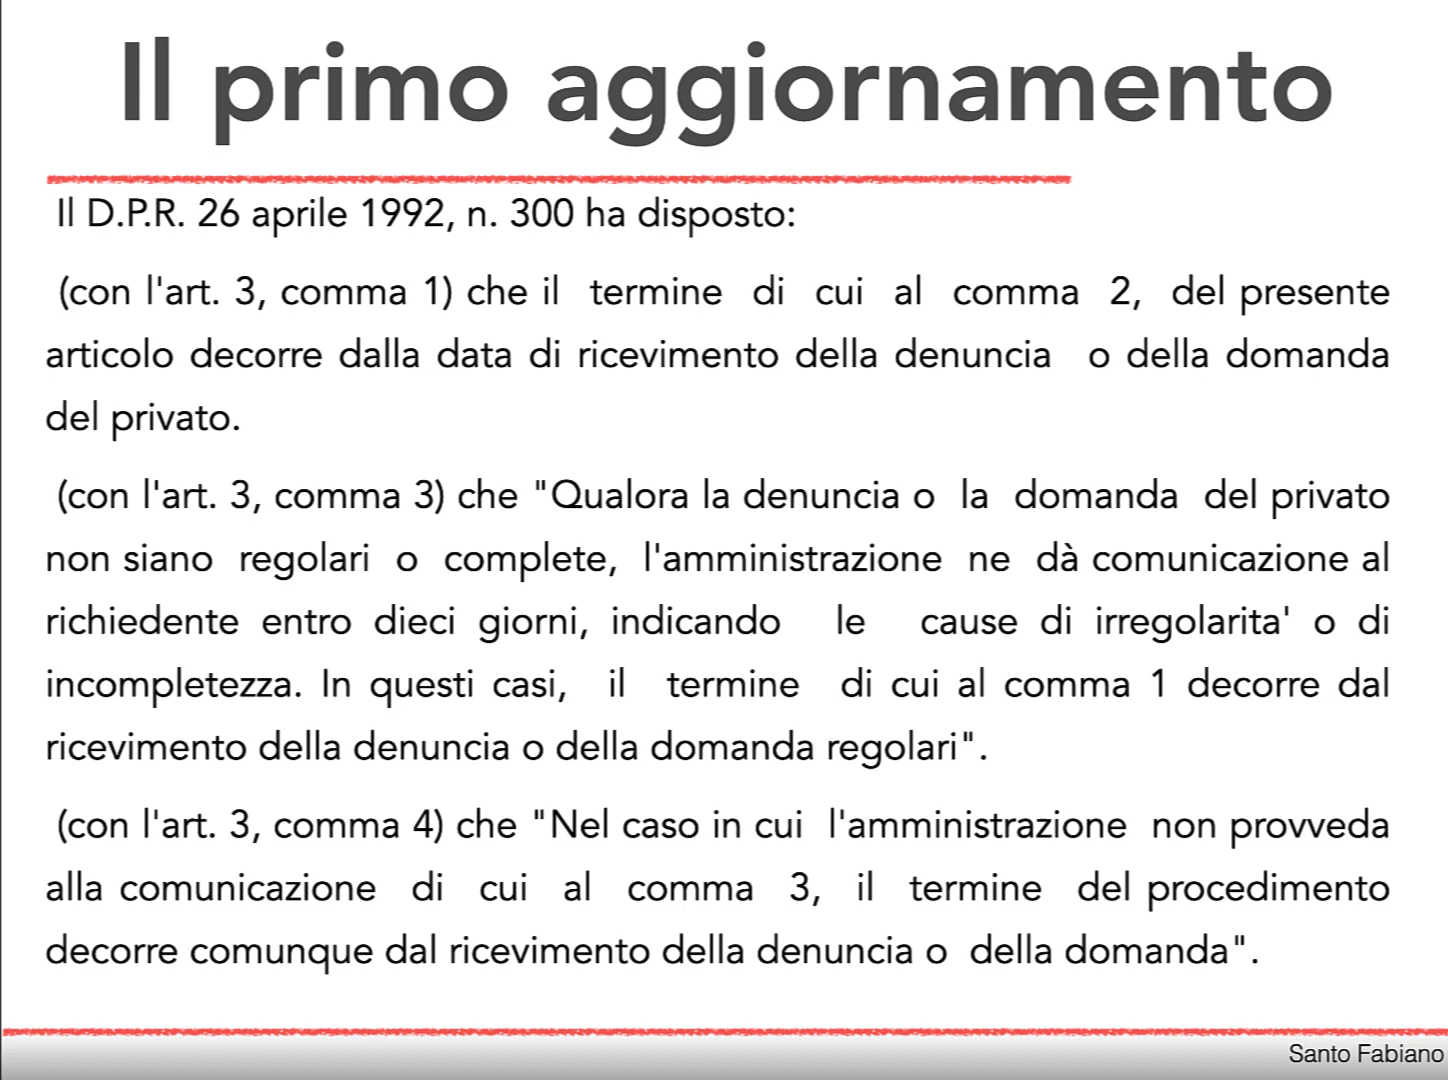 Il primo aggiornamento
Il D.P.R. 26 aprile 1992, n. 300 ha disposto:
(con l'art. 3, comma 1) che il termine di cui al comma 2, del presente
articolo decorre dalla data di ricevimento della denuncia o della domanda
del privato.
(con l'art. 3, comma 3) che "Qualora la denuncia o la domanda del privato
non siano regolari o complete, l'amministrazione ne dà comunicazione al
richiedente entro dieci giorni, indicando le cause di irregolarita' o di
incompletezza. In questi casi, il termine di cui al comma 1 decorre dal
ricevimento della denuncia o della domanda regolari".
(con l'art. 3, comma 4) che "Nel caso in cui l'amministrazione non provveda
alla comunicazione di cui al comma 3, il termine del procedimento
decorre comunque dal ricevimento della denuncia o della domanda".
Santo Fabiano